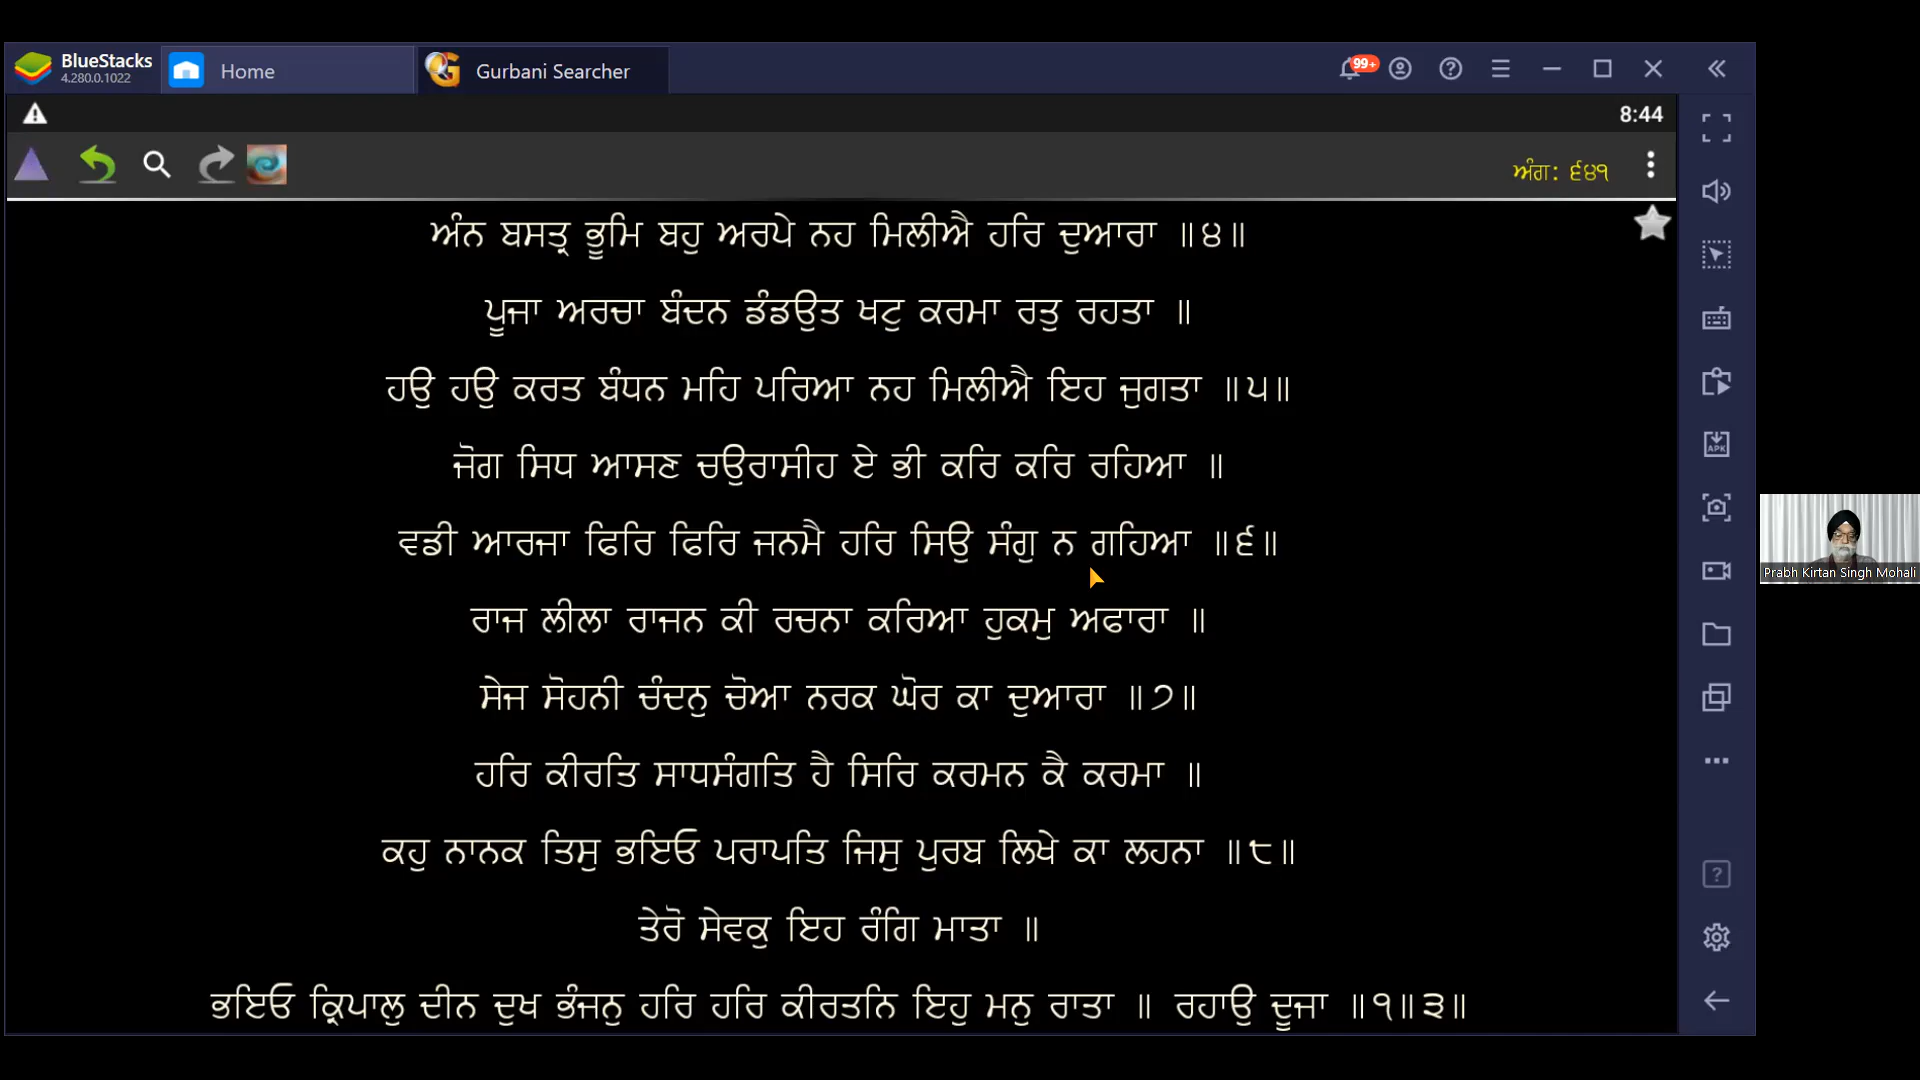 BlueStacks
4.280.0.1022
Home
Gurbani Searcher
99+
8:44
ਅੰਗ: ੬੪੧
ਅੰਨ ਬਸਤ੍ਰ ਭੂਮਿ ਬਹੁ ਅਰਪੇ ਨਹ ਮਿਲੀਐ ਹਰਿ ਦੁਆਰਾ ॥੪॥
ਪੂਜਾ ਅਰਚਾ ਬੰਦਨ ਡੰਡਉਤ ਖਟੁ ਕਰਮਾ ਰਤੁ ਰਹਤਾ ॥
ਹਉ ਹਉ ਕਰਤ ਬੰਧਨ ਮਹਿ ਪਰਿਆ ਨਹ ਮਿਲੀਐ ਇਹ ਜੁਗਤਾ ॥੫॥
ਜੋਗ ਸਿਧ ਆਸਣ ਚਉਰਾਸੀਹ ਏ ਭੀ ਕਰਿ ਕਰਿ ਰਹਿਆ ॥
ਵਡੀ ਆਰਜਾ ਫਿਰਿ ਫਿਰਿ ਜਨਮੈ ਹਰਿ ਸਿਉ ਸੰਗੁ ਨ ਗਹਿਆ ॥੬॥
ਰਾਜ ਲੀਲਾ ਰਾਜਨ ਕੀ ਰਚਨਾ ਕਰਿਆ ਹੁਕਮੁ ਅਫਾਰਾ ॥
ਸੇਜ ਸੋਹਨੀ ਚੰਦਨੁ ਚੋਆ ਨਰਕ ਘੋਰ ਕਾ ਦੁਆਰਾ ॥੭॥
ਹਰਿ ਕੀਰਤਿ ਸਾਧਸੰਗਤਿ ਹੈ ਸਿਰਿ ਕਰਮਨ ਕੈ ਕਰਮਾ ॥
ਕਹੁ ਨਾਨਕ ਤਿਸੁ ਭਇਓ ਪਰਾਪਤਿ ਜਿਸੁ ਪੁਰਬ ਲਿਖੇ ਕਾ ਲਹਨਾ ॥੮॥
ਤੇਰੋ ਸੇਵਕੁ ਇਹ ਰੰਗਿ ਮਾਤਾ ॥
ਭਇਓ ਕ੍ਰਿਪਾਲੁ ਦੀਨ ਦੁਖ ਭੰਜਨੁ ਹਰਿ ਹਰਿ ਕੀਰਤਨਿ ਇਹੁ ਮਨੁ ਰਾਤਾ ॥ ਰਹਾਉ ਦੂਜਾ ॥੧॥੩॥
APK
Prabh Kirtan Singh Mohali